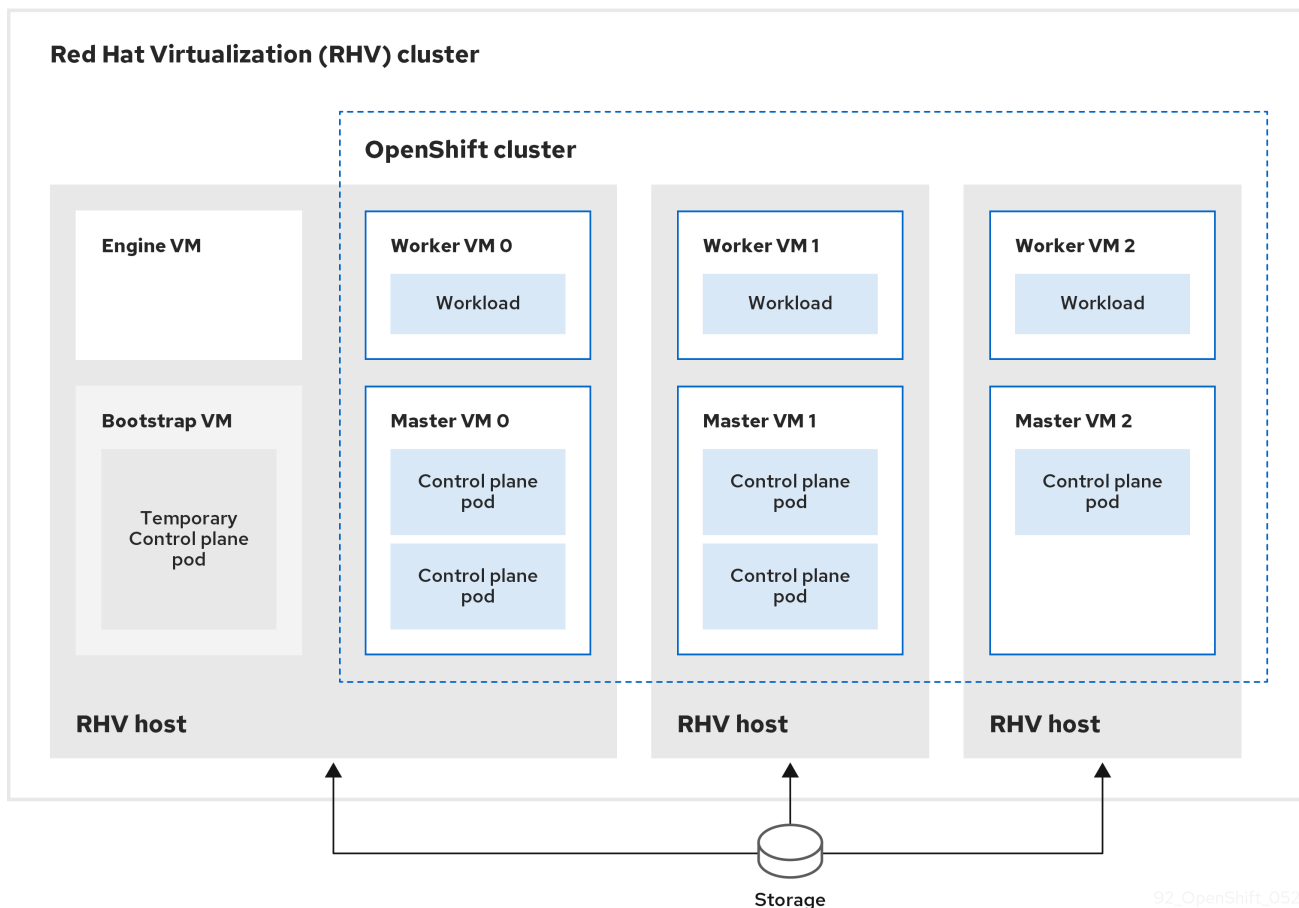 Red Hat Virtualization (RHV) cluster
OpenShift cluster
Engine VM
Worker VM 0
Workload
Worker VM 1
Workload
Worker VM 2
Workload
Bootstrap VM
Temporary
Control plane
pod
Master VM 0
Control plane
pod
Control plane
pod
Master VM 1
Control plane
pod
Control plane
pod
Master VM 2
Control plane
pod
RHV host
RHV host
RHV host
Storage
92_OpenShift_052